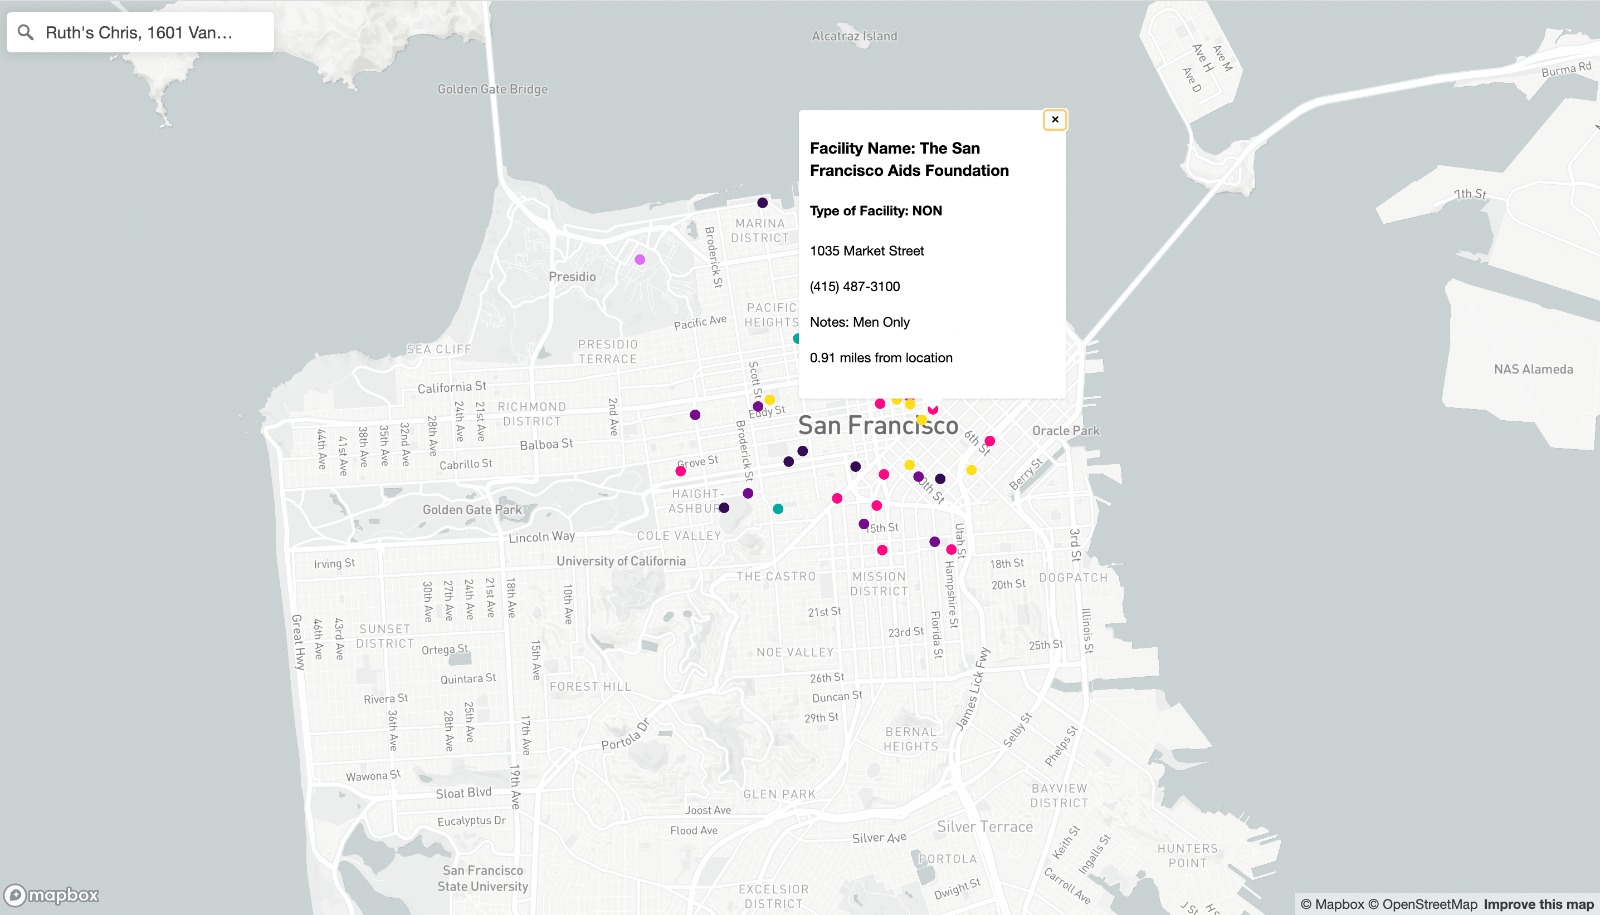 Ruth's Chris, 1601 Van...
Alcatraz Island
Ave M
Ave H
Ave D
Burma Rd
Golden Gate Bridge
×
Facility Name: The San
Francisco Aids Foundation
Type of Facility: NON
1035 Market Street
(415) 487-3100
Notes: Men Only
0.91 miles from location
1th St
MARINA
DISTRICT
Broderick St
Presidio
PACIFIC
HEIGHTS
Pacific Ave
SEA CLIFF
PRESIDIO
TERRACE
NAS Alameda
California St
Scott St
RICHMOND
DISTRICT
2nd Ave
Eddy St
San Francisco
Oracle Park
21st Ave
24th Ave
28th Ave
32nd Ave
35th Ave
38th Ave
41st Ave
44th Ave
Balboa St
Broderick St
6th St
Cabrillo St
Grove St
Berry St
10th St
HAIGHT-
ASHBURY
Golden Gate Park
Lincoln Way
COLE VALLEY
15th St
Utah St
3rd St
Irving St
University of California
THE CASTRO
MISSION
DISTRICT
Hampshire St
18th St
20th St
DOGPATCH
30th Ave
27th Ave
24th Ave
21st Ave
18th Ave
10th Ave
21st St
Florida St
Illinois St
Great Hwy
46th Ave
43rd Ave
SUNSET
DISTRICT
Ortega St
15th Ave
23rd St
25th St
NOE VALLEY
Quintara St
FOREST HILL
26th St
James Lick Fwy
Rivera St
Duncan St
36th Ave
28th Ave
25th Ave
17th Ave
29th St
Portola Dr
BERNAL
HEIGHTS
Selby St
Phelps St
Wawona St
19th Ave
Sloat Blvd
GLEN PARK
BAYVIEW
DISTRICT
Joost Ave
Eucalyptus Dr
Flood Ave
Silver Ave
Silver Terrace
Keith St
Ingalls St
HUNTERS
POINT
PORTOLA
San Francisco
State University
Dwight St
Carroll Ave
EXCELSIOR
DISTRICT
J St
mapbox
© Mapbox © OpenStreetMap Improve this map